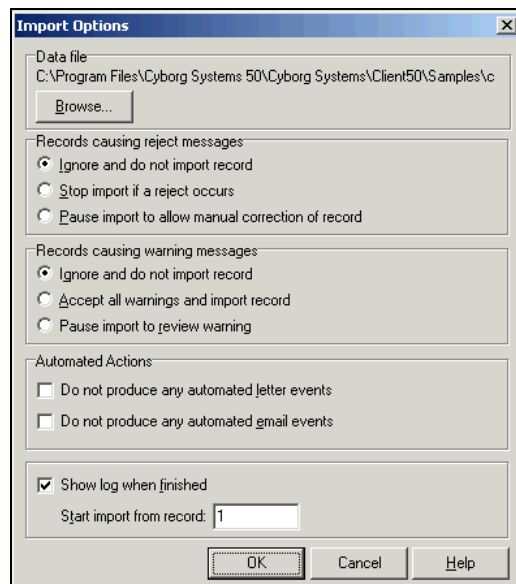 Import Options
Data file
C:\Program Files\Cyborg Systems 50\Cyborg Systems\Client50\Samples\c
Browse...
Records causing reject messages
Ignore and do not import record
Stop import if a reject occurs
Pause import to allow manual correction of record
Records causing warning messages
Ignore and do not import record
Accept all warnings and import record
Pause import to review warning
Automated Actions
Do not produce any automated letter events
Do not produce any automated email events
Show log when finished
Start import from record: 1
OK Cancel Help